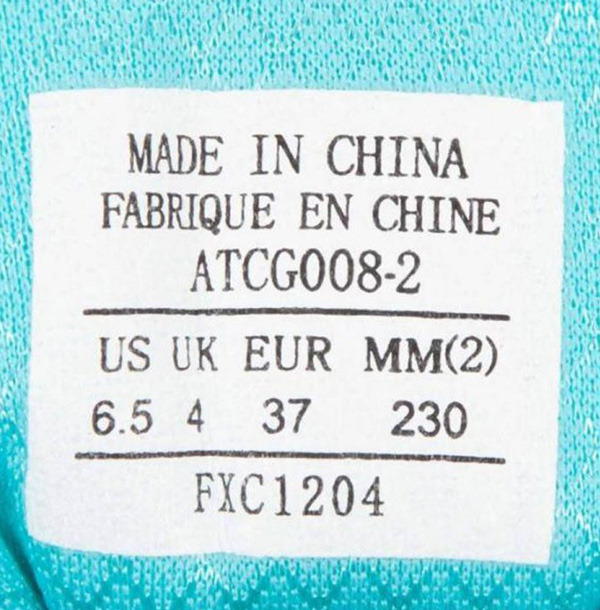 MADE IN CHINA
FABRIQUE EN CHINE
ATCG008-2
US UK EUR MM(2)
6.5 4 37 230
FXC1204